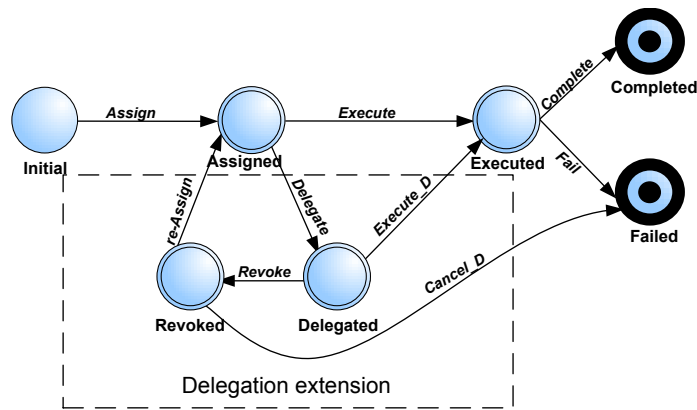 Complete
Completed
Assign
Execute
Initial
Assigned
Executed
Fail
re-Assign
Delegate
Execute_D
Failed
Revoke
Cancel_D
Revoked
Delegated
Delegation extension